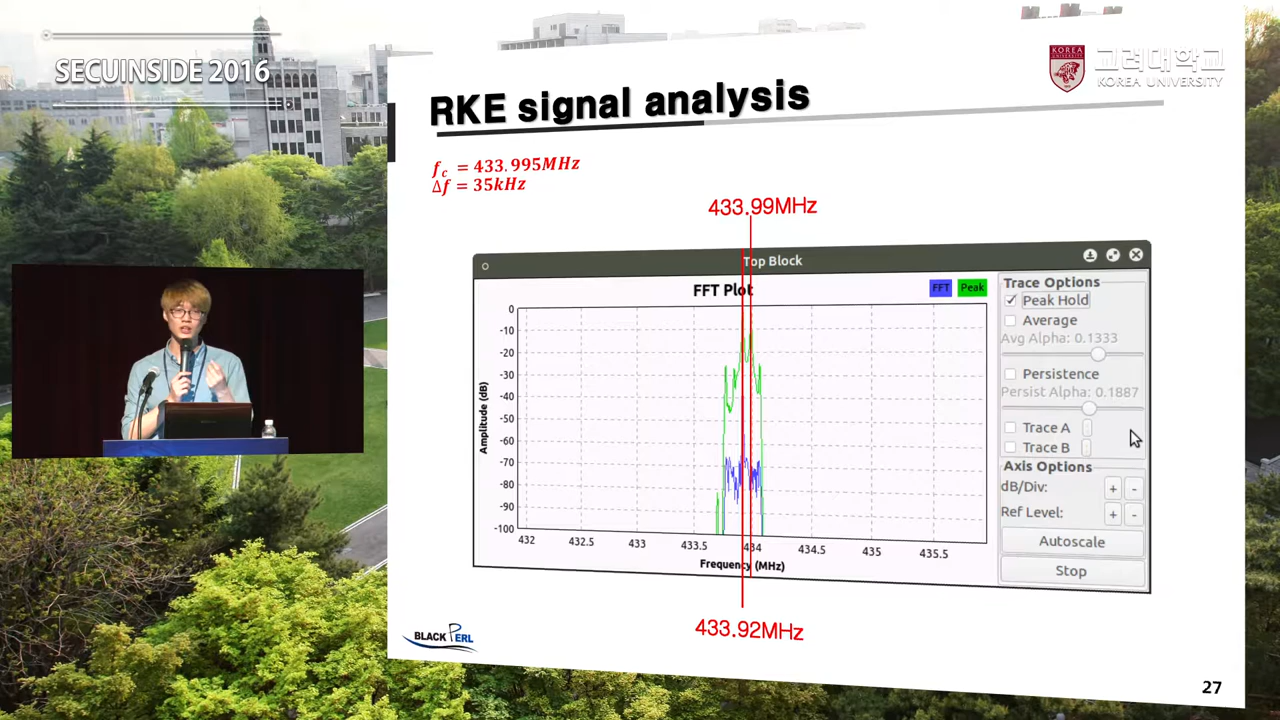 SECUINSIDE 2016
KOREA UNIVERSITY
고려대학교
KOREA UNIVERSITY
RKE signal analysis
f_c = 433.995MHz
Δf = 35kHz
433.99MHz
Top Block
FFT Plot
FFT Peak
0
-10
-20
-30
-40
-50
-60
-70
-80
-90
-100
Amplitude (dB)
432 432.5 433 433.5 434 434.5 435 435.5
Frequency (MHz)
Trace Options
Peak Hold
Average
Avg Alpha: 0.1333
Persistence
Persist Alpha: 0.1887
Trace A
Trace B
Axis Options
dB/Div: + -
Ref Level: + -
Autoscale
Stop
433.92MHz
BLACK PERL
27